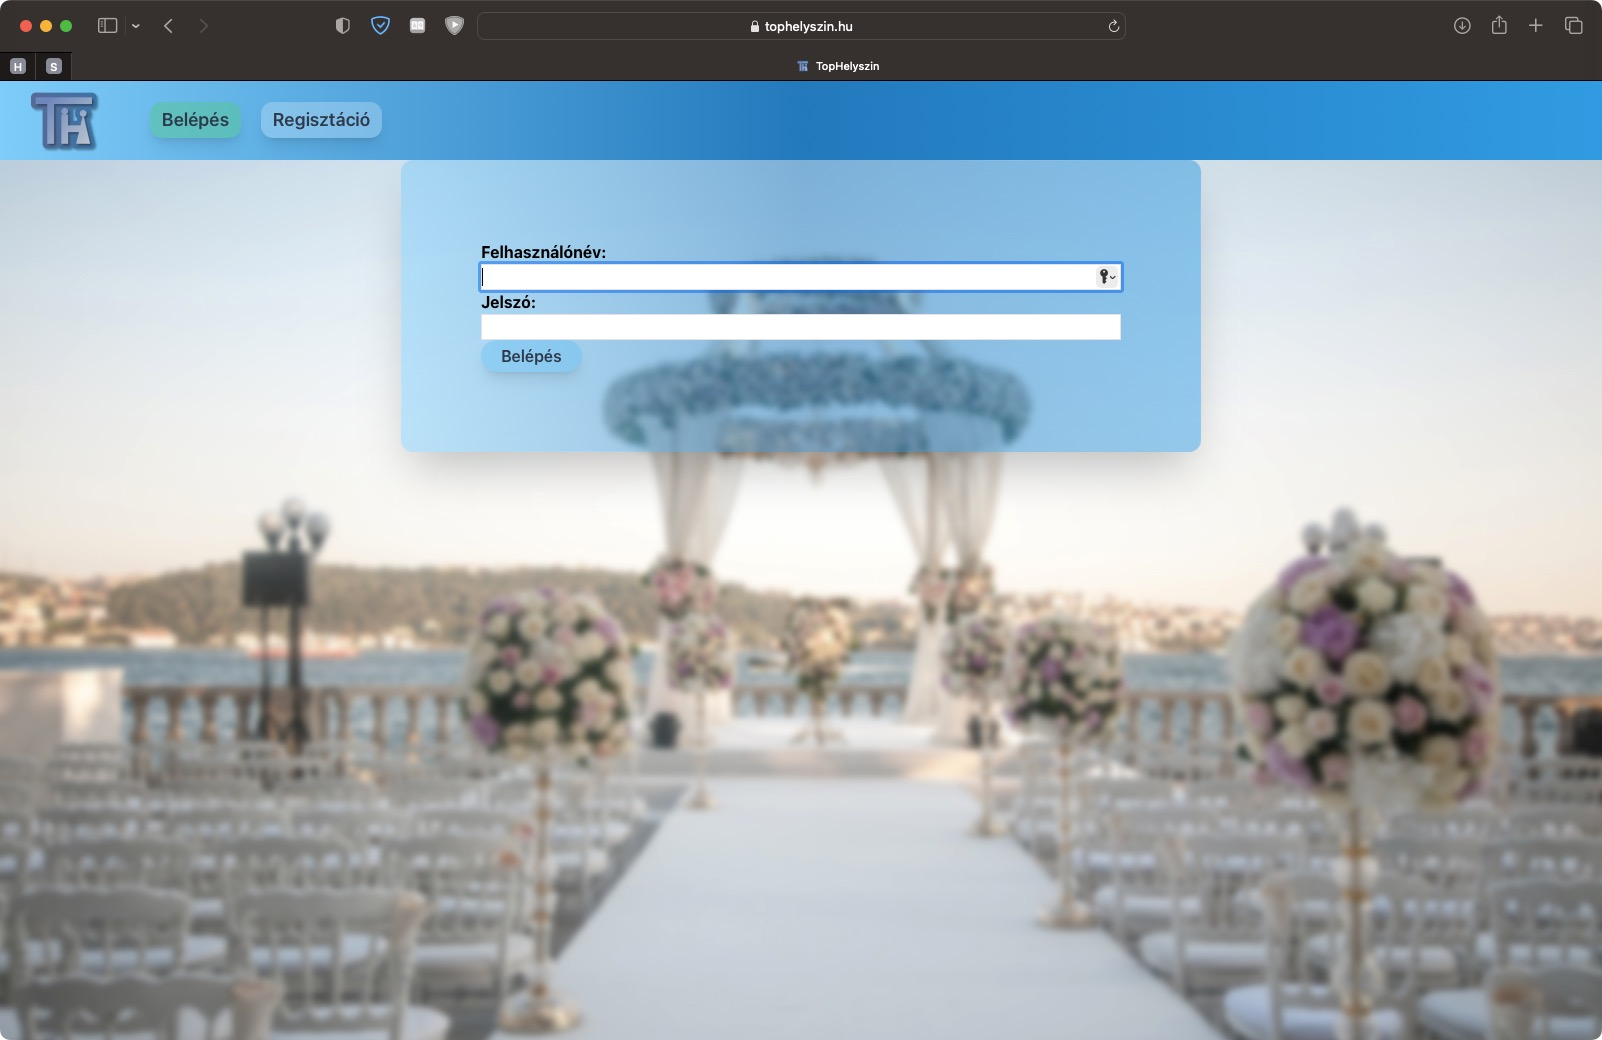 tophelyszin.hu
H
S
TopHelyszin
TH
Belépés
Regisztáció
Felhasználónév:
Jelszó:
Belépés